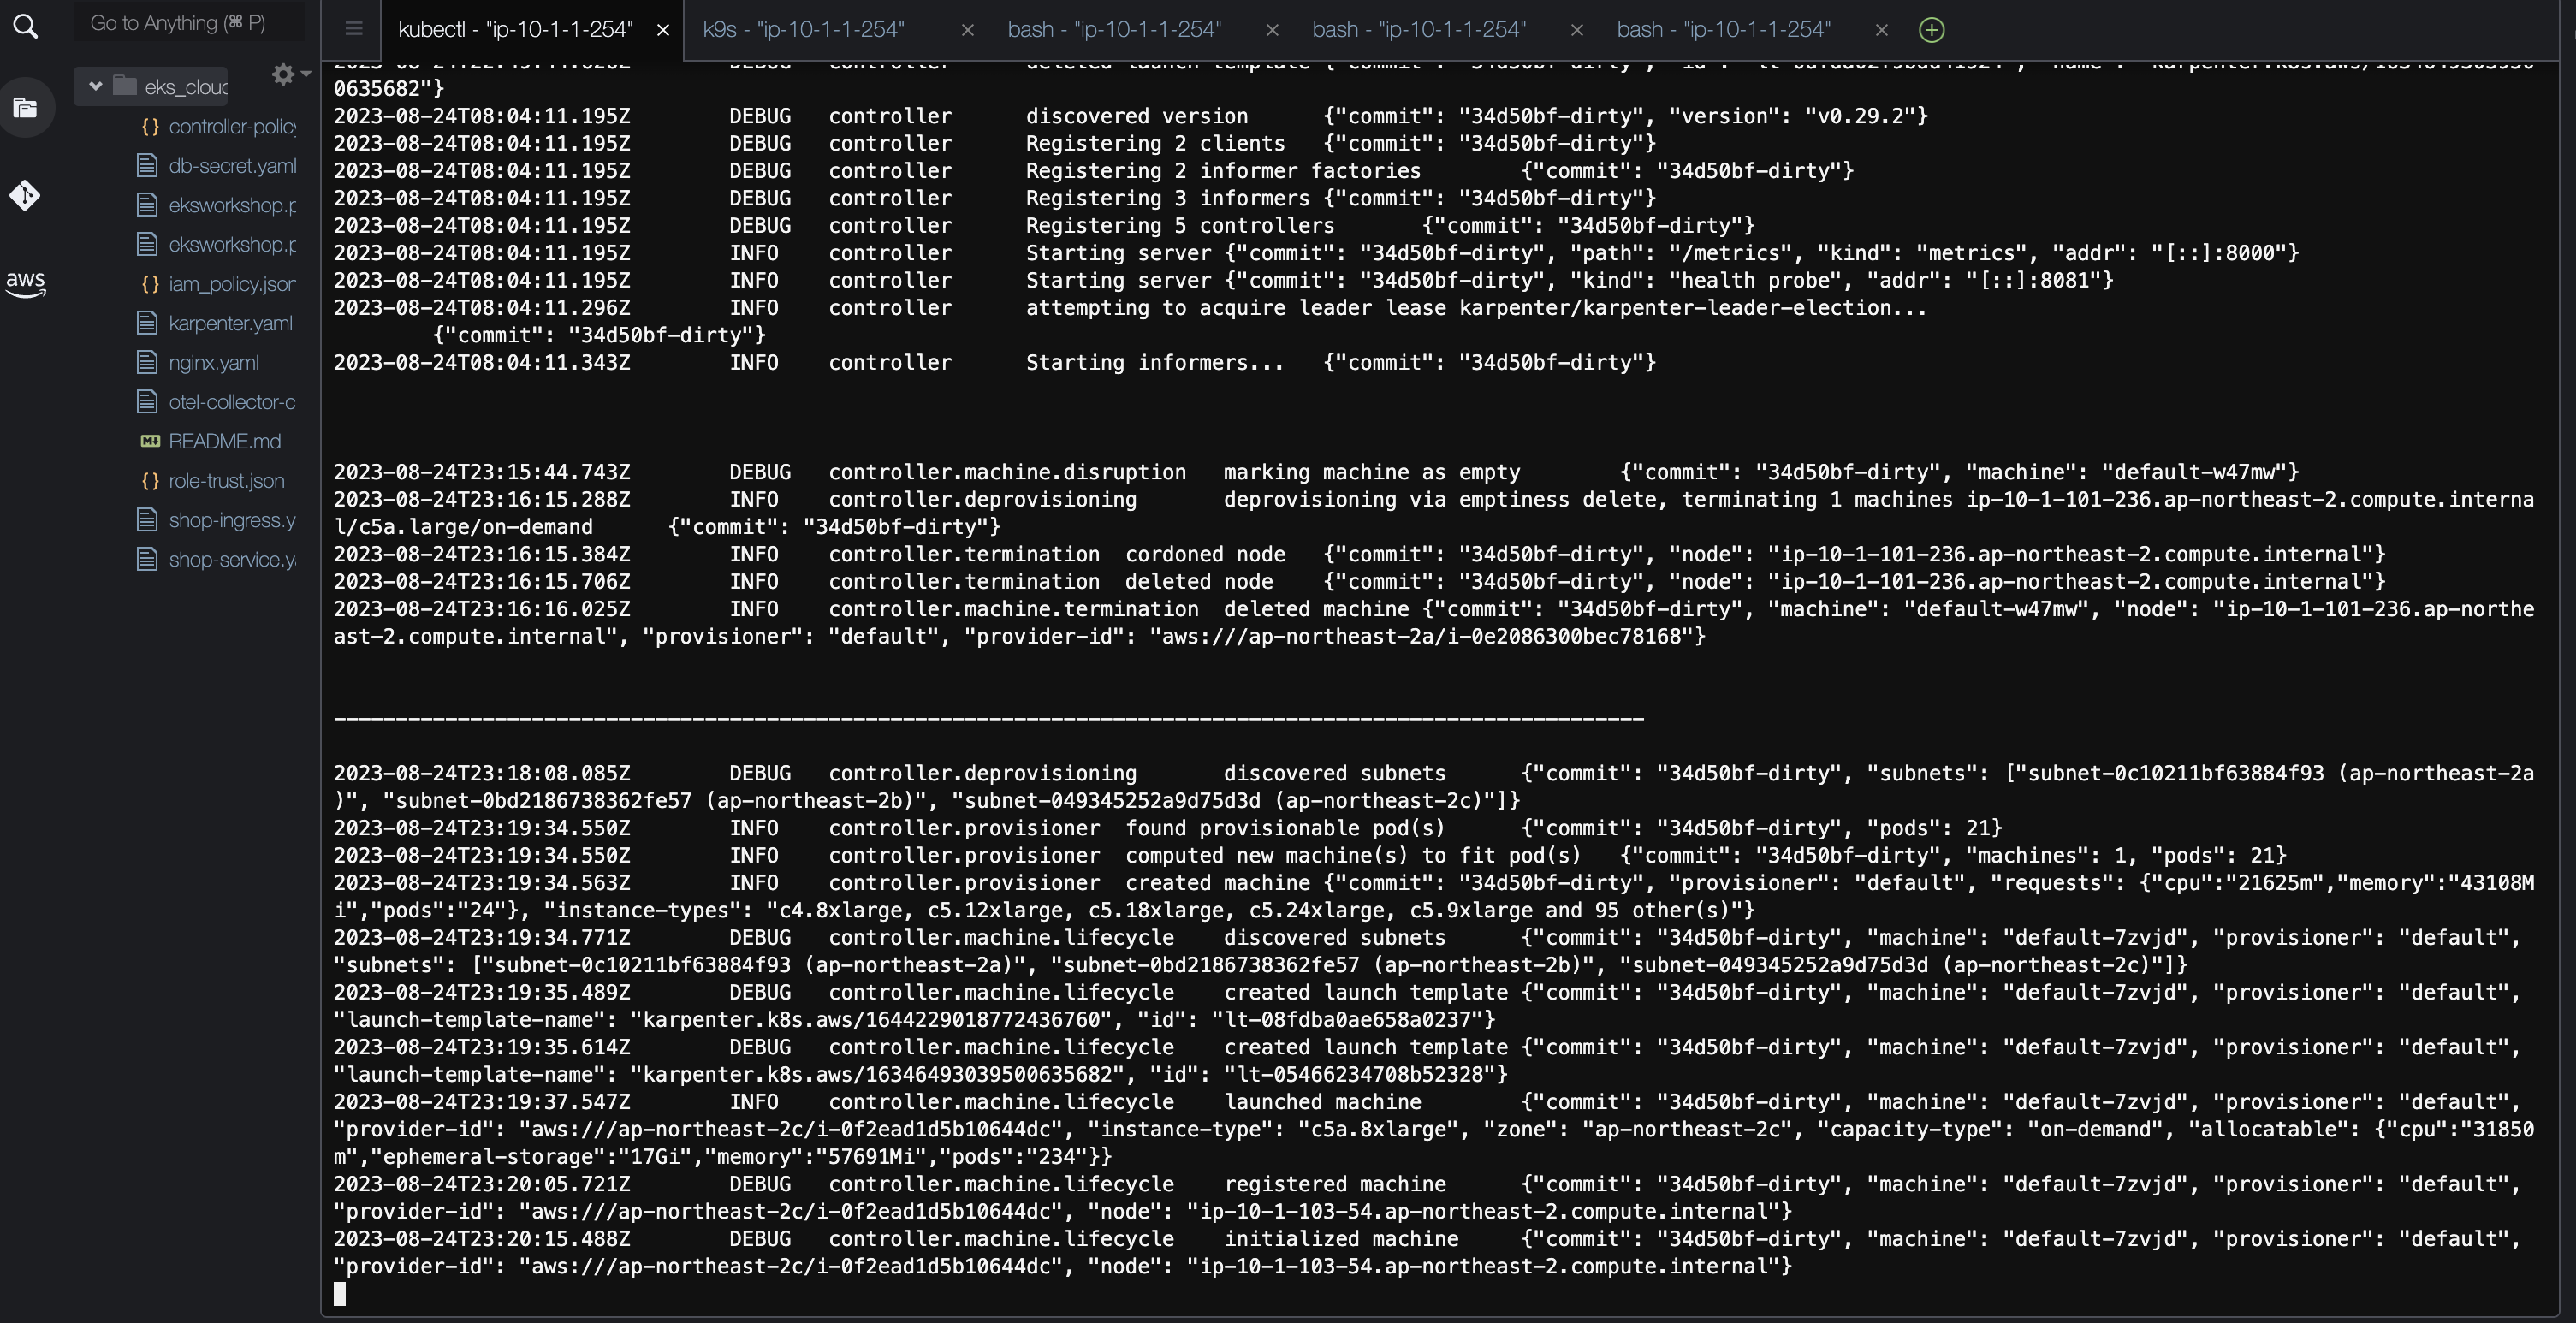 Go to Anything (⌘ P)
kubectl - "ip-10-1-1-254"
k9s - "ip-10-1-1-254"
bash - "ip-10-1-1-254"
bash - "ip-10-1-1-254"
bash - "ip-10-1-1-254"
eks_cloud
controller-policy
db-secret.yaml
eksworkshop.p
eksworkshop.p
iam_policy.json
karpenter.yaml
nginx.yaml
otel-collector-c
README.md
role-trust.json
shop-ingress.y
shop-service.ya
aws
0635682"}
2023-08-24T08:04:11.195Z DEBUG controller discovered version {"commit": "34d50bf-dirty", "version": "v0.29.2"}
2023-08-24T08:04:11.195Z DEBUG controller Registering 2 clients {"commit": "34d50bf-dirty"}
2023-08-24T08:04:11.195Z DEBUG controller Registering 2 informer factories {"commit": "34d50bf-dirty"}
2023-08-24T08:04:11.195Z DEBUG controller Registering 3 informers {"commit": "34d50bf-dirty"}
2023-08-24T08:04:11.195Z DEBUG controller Registering 5 controllers {"commit": "34d50bf-dirty"}
2023-08-24T08:04:11.195Z INFO controller Starting server {"commit": "34d50bf-dirty", "path": "/metrics", "kind": "metrics", "addr": "[::]:8000"}
2023-08-24T08:04:11.195Z INFO controller Starting server {"commit": "34d50bf-dirty", "kind": "health probe", "addr": "[::]:8081"}
2023-08-24T08:04:11.296Z INFO controller attempting to acquire leader lease karpenter/karpenter-leader-election...
{"commit": "34d50bf-dirty"}
2023-08-24T08:04:11.343Z INFO controller Starting informers... {"commit": "34d50bf-dirty"}
2023-08-24T23:15:44.743Z DEBUG controller.machine.disruption marking machine as empty {"commit": "34d50bf-dirty", "machine": "default-w47mw"}
2023-08-24T23:16:15.288Z INFO controller.deprovisioning deprovisioning via emptiness delete, terminating 1 machines ip-10-1-101-236.ap-northeast-2.compute.interna
l/c5a.large/on-demand {"commit": "34d50bf-dirty"}
2023-08-24T23:16:15.384Z INFO controller.termination cordoned node {"commit": "34d50bf-dirty", "node": "ip-10-1-101-236.ap-northeast-2.compute.internal"}
2023-08-24T23:16:15.706Z INFO controller.termination deleted node {"commit": "34d50bf-dirty", "node": "ip-10-1-101-236.ap-northeast-2.compute.internal"}
2023-08-24T23:16:16.025Z INFO controller.machine.termination deleted machine {"commit": "34d50bf-dirty", "machine": "default-w47mw", "node": "ip-10-1-101-236.ap-northe
ast-2.compute.internal", "provisioner": "default", "provider-id": "aws:///ap-northeast-2a/i-0e2086300bec78168"}
----------------------------------------------------------------------------------------------------------
2023-08-24T23:18:08.085Z DEBUG controller.deprovisioning discovered subnets {"commit": "34d50bf-dirty", "subnets": ["subnet-0c10211bf63884f93 (ap-northeast-2a
)", "subnet-0bd2186738362fe57 (ap-northeast-2b)", "subnet-049345252a9d75d3d (ap-northeast-2c)"]}
2023-08-24T23:19:34.550Z INFO controller.provisioner found provisionable pod(s) {"commit": "34d50bf-dirty", "pods": 21}
2023-08-24T23:19:34.550Z INFO controller.provisioner computed new machine(s) to fit pod(s) {"commit": "34d50bf-dirty", "machines": 1, "pods": 21}
2023-08-24T23:19:34.563Z INFO controller.provisioner created machine {"commit": "34d50bf-dirty", "provisioner": "default", "requests": {"cpu":"21625m","memory":"43108M
i","pods":"24"}, "instance-types": "c4.8xlarge, c5.12xlarge, c5.18xlarge, c5.24xlarge, c5.9xlarge and 95 other(s)"}
2023-08-24T23:19:34.771Z DEBUG controller.machine.lifecycle discovered subnets {"commit": "34d50bf-dirty", "machine": "default-7zvjd", "provisioner": "default",
"subnets": ["subnet-0c10211bf63884f93 (ap-northeast-2a)", "subnet-0bd2186738362fe57 (ap-northeast-2b)", "subnet-049345252a9d75d3d (ap-northeast-2c)"]}
2023-08-24T23:19:35.489Z DEBUG controller.machine.lifecycle created launch template {"commit": "34d50bf-dirty", "machine": "default-7zvjd", "provisioner": "default",
"launch-template-name": "karpenter.k8s.aws/1644229018772436760", "id": "lt-08fdba0ae658a0237"}
2023-08-24T23:19:35.614Z DEBUG controller.machine.lifecycle created launch template {"commit": "34d50bf-dirty", "machine": "default-7zvjd", "provisioner": "default",
"launch-template-name": "karpenter.k8s.aws/16346493039500635682", "id": "lt-05466234708b52328"}
2023-08-24T23:19:37.547Z INFO controller.machine.lifecycle launched machine {"commit": "34d50bf-dirty", "machine": "default-7zvjd", "provisioner": "default",
"provider-id": "aws:///ap-northeast-2c/i-0f2ead1d5b10644dc", "instance-type": "c5a.8xlarge", "zone": "ap-northeast-2c", "capacity-type": "on-demand", "allocatable": {"cpu":"31850
m","ephemeral-storage":"17Gi","memory":"57691Mi","pods":"234"}}
2023-08-24T23:20:05.721Z DEBUG controller.machine.lifecycle registered machine {"commit": "34d50bf-dirty", "machine": "default-7zvjd", "provisioner": "default",
"provider-id": "aws:///ap-northeast-2c/i-0f2ead1d5b10644dc", "node": "ip-10-1-103-54.ap-northeast-2.compute.internal"}
2023-08-24T23:20:15.488Z DEBUG controller.machine.lifecycle initialized machine {"commit": "34d50bf-dirty", "machine": "default-7zvjd", "provisioner": "default",
"provider-id": "aws:///ap-northeast-2c/i-0f2ead1d5b10644dc", "node": "ip-10-1-103-54.ap-northeast-2.compute.internal"}